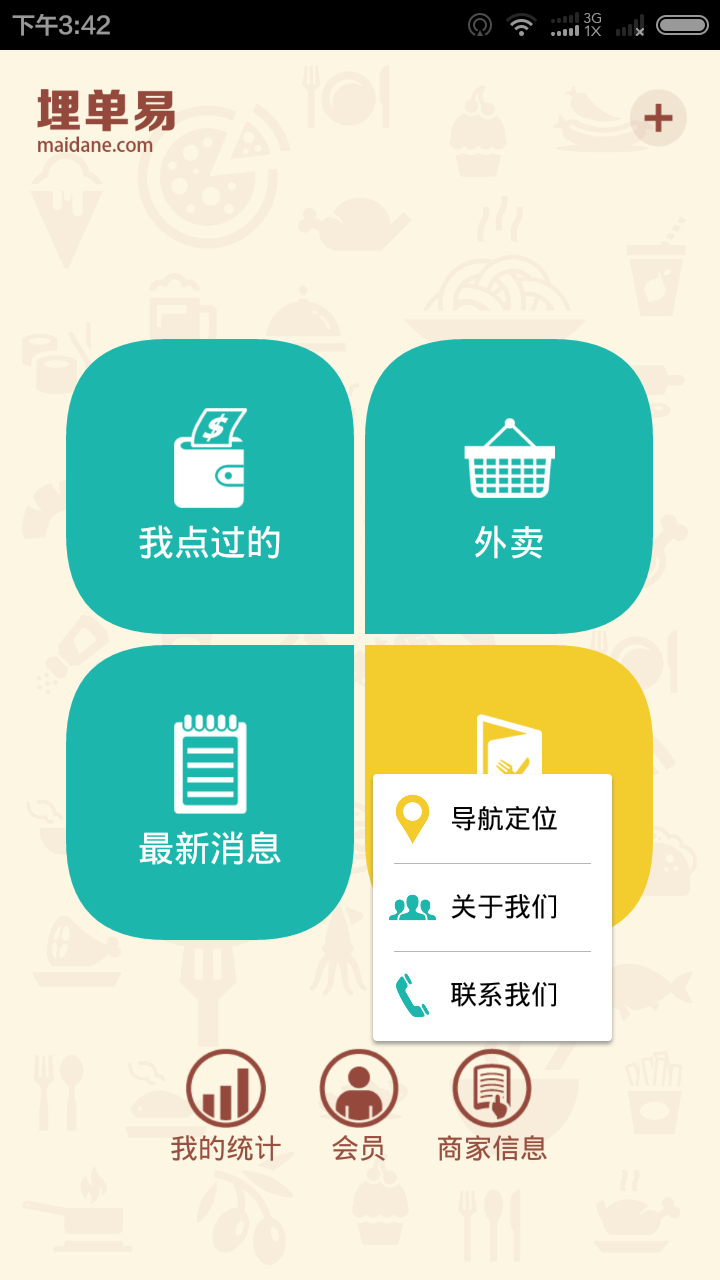 下午3:42
3G
1X
埋单易
maidane.com
我点过的
外卖
最新消息
导航定位
关于我们
联系我们
我的统计
会员
商家信息